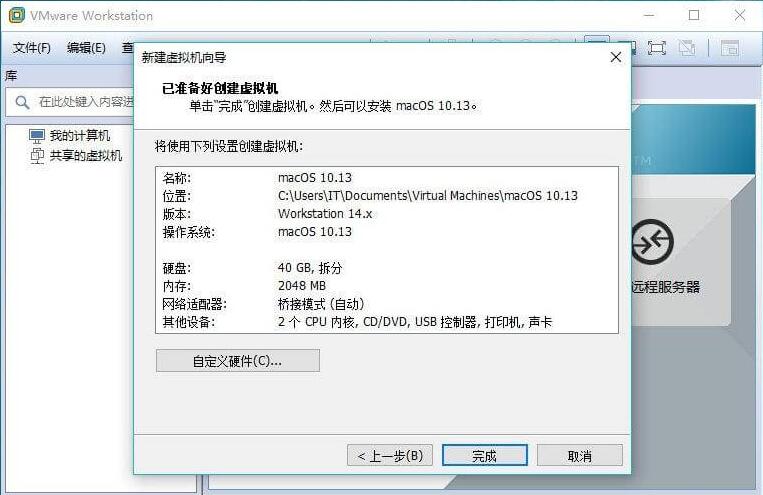 VMware Workstation
文件(F) 编辑(E) 查
库
在此处键入内容进
我的计算机
共享的虚拟机
TM
远程服务器
新建虚拟机向导
已准备好创建虚拟机
单击"完成"创建虚拟机。然后可以安装 macOS 10.13。
将使用下列设置创建虚拟机:
名称: macOS 10.13
位置: C:\Users\IT\Documents\Virtual Machines\macOS 10.13
版本: Workstation 14.x
操作系统: macOS 10.13
硬盘: 40 GB, 拆分
内存: 2048 MB
网络适配器: 桥接模式 (自动)
其他设备: 2 个 CPU 内核, CD/DVD, USB 控制器, 打印机, 声卡
自定义硬件(C)...
< 上一步(B) 完成 取消